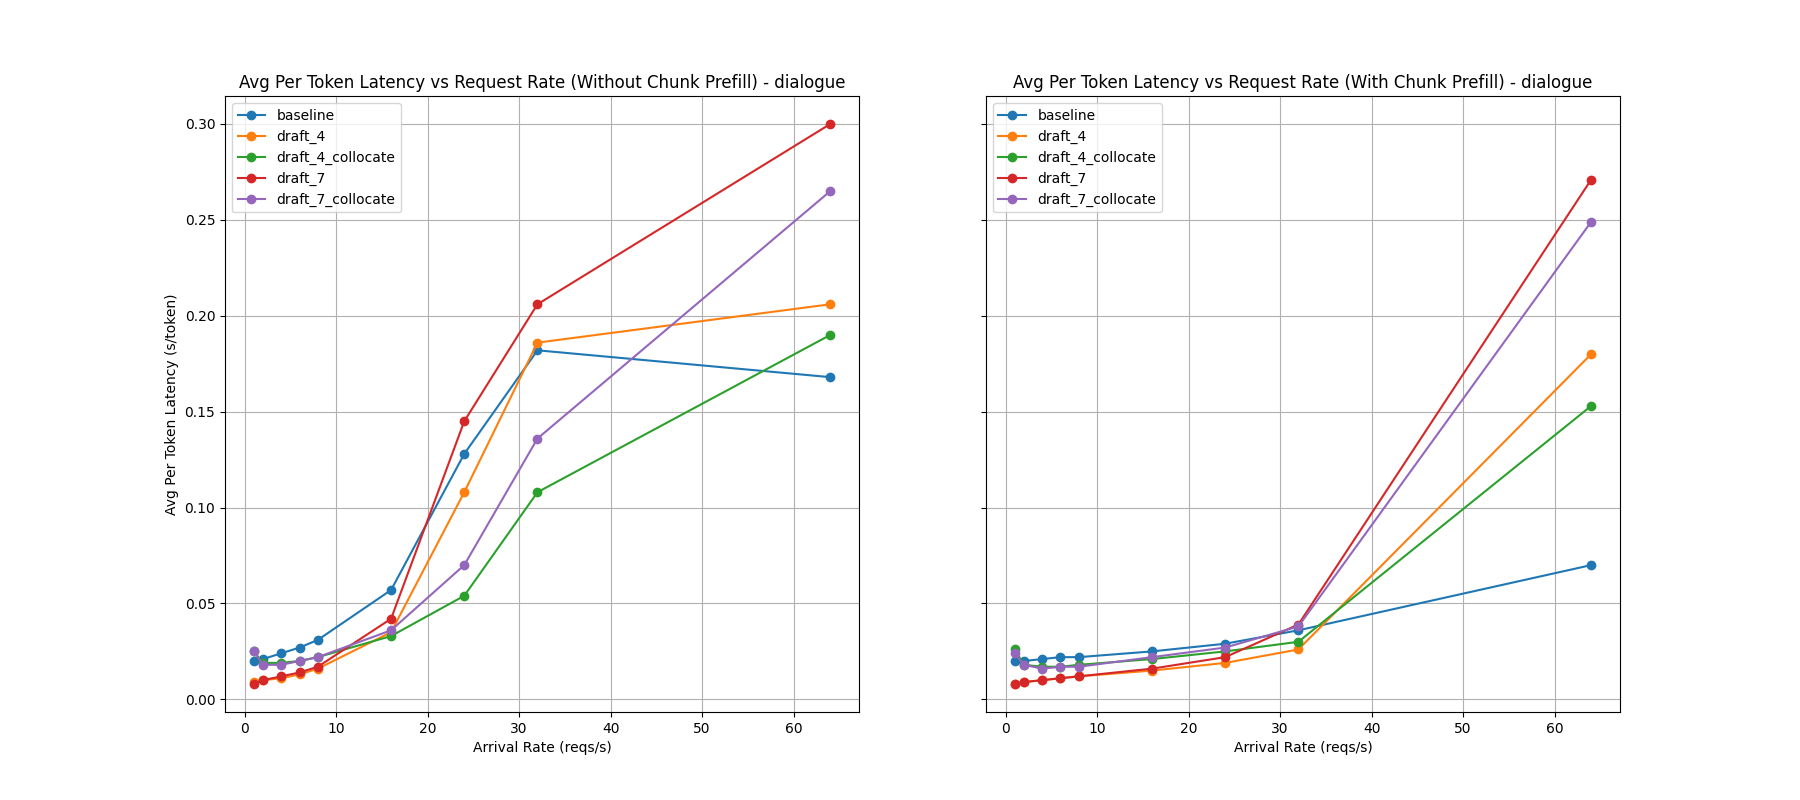 Avg Per Token Latency vs Request Rate (Without Chunk Prefill) - dialogue
baseline
draft_4
draft_4_collocate
draft_7
draft_7_collocate
Avg Per Token Latency (s/token)
0.30
0.25
0.20
0.15
0.10
0.05
0.00
0 10 20 30 40 50 60
Arrival Rate (reqs/s)
Avg Per Token Latency vs Request Rate (With Chunk Prefill) - dialogue
baseline
draft_4
draft_4_collocate
draft_7
draft_7_collocate
0 10 20 30 40 50 60
Arrival Rate (reqs/s)